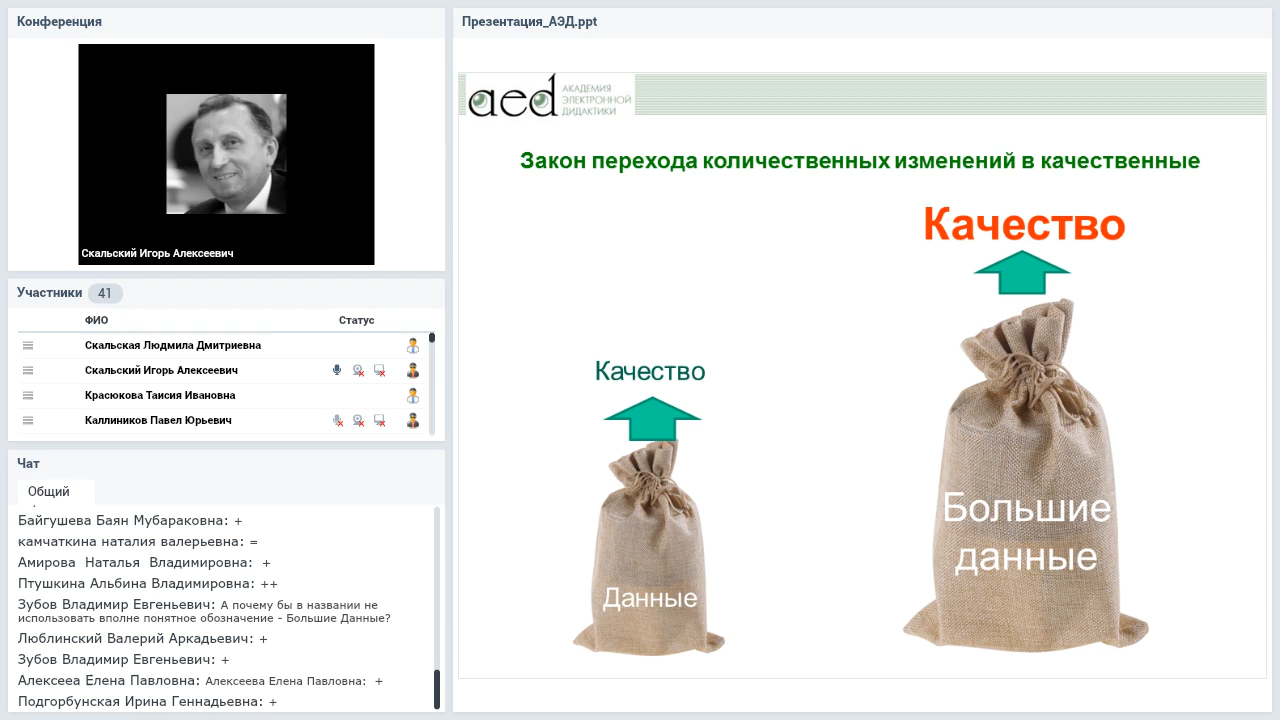 Конференция
Скальский Игорь Алексеевич
Участники 41
ФИО Статус
Скальская Людмила Дмитриевна
Скальский Игорь Алексеевич
Красюкова Таисия Ивановна
Каллиников Павел Юрьевич
Чат
Общий
Байгушева Баян Мубараковна: +
камчаткина наталия валерьевна: =
Амирова Наталья Владимировна: +
Птушкина Альбина Владимировна: ++
Зубов Владимир Евгеньевич: А почему бы в названии не
использовать вполне понятное обозначение - Большие Данные?
Люблинский Валерий Аркадьевич: +
Зубов Владимир Евгеньевич: +
Алексееа Елена Павловна: Алексеева Елена Павловна: +
Подгорбунская Ирина Геннадьевна: +
Презентация_АЭД.ppt
aed
АКАДЕМИЯ
ЭЛЕКТРОННОЙ
ДИДАКТИКИ
Закон перехода количественных изменений в качественные
Качество
Данные
Качество
Большие
данные